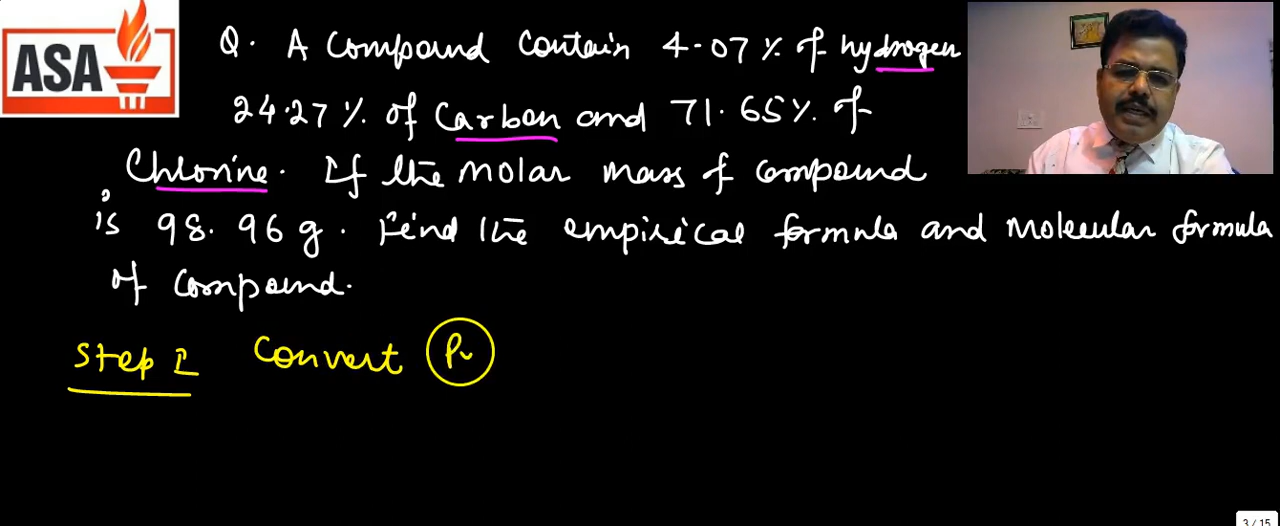 ASA
Q. A Compound Contain 4.07 % of hydrogen
24.27 % of Carbon and 71.65 % of
Chlorine. If the molar mass of compound
is 98.96 g. Find the empirical formula and molecular formula
of compound.
Step I Convert
3 / 15